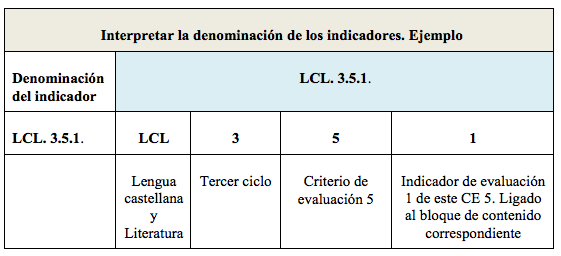 Interpretar la denominación de los indicadores. Ejemplo
Denominación
del indicador
LCL. 3.5.1.
LCL. 3.5.1.
LCL
3
5
1
Lengua
castellana
y
Literatura
Tercer ciclo
Criterio de
evaluación 5
Indicador de evaluación
1 de este CE 5. Ligado
al bloque de contenido
correspondiente